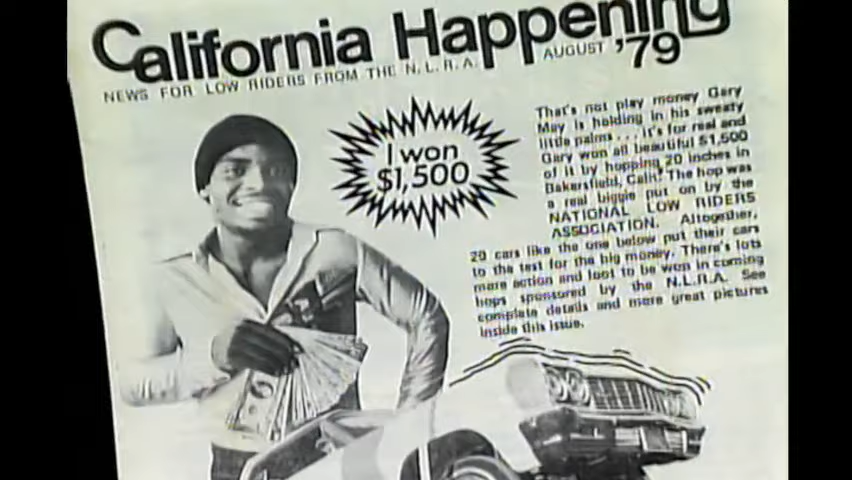 California Happening
NEWS FOR LOW RIDERS FROM THE N.L.R.A. AUGUST '79
I won
$1,500
That's not play money Gary
May is holding in his sweaty
little palms . . . it's for real and
Gary won all beautiful $1,500
of it by hopping 20 inches in
Bakersfield, Calif. The hop was
a real biggie put on by the
NATIONAL LOW RIDERS
ASSOCIATION. Altogether,
20 cars like the one below put their cars
to the test for the big money. There's lots
more action and loot to be won in coming
hops sponsored by the N.L.R.A. See
complete details and more great pictures
inside this issue.